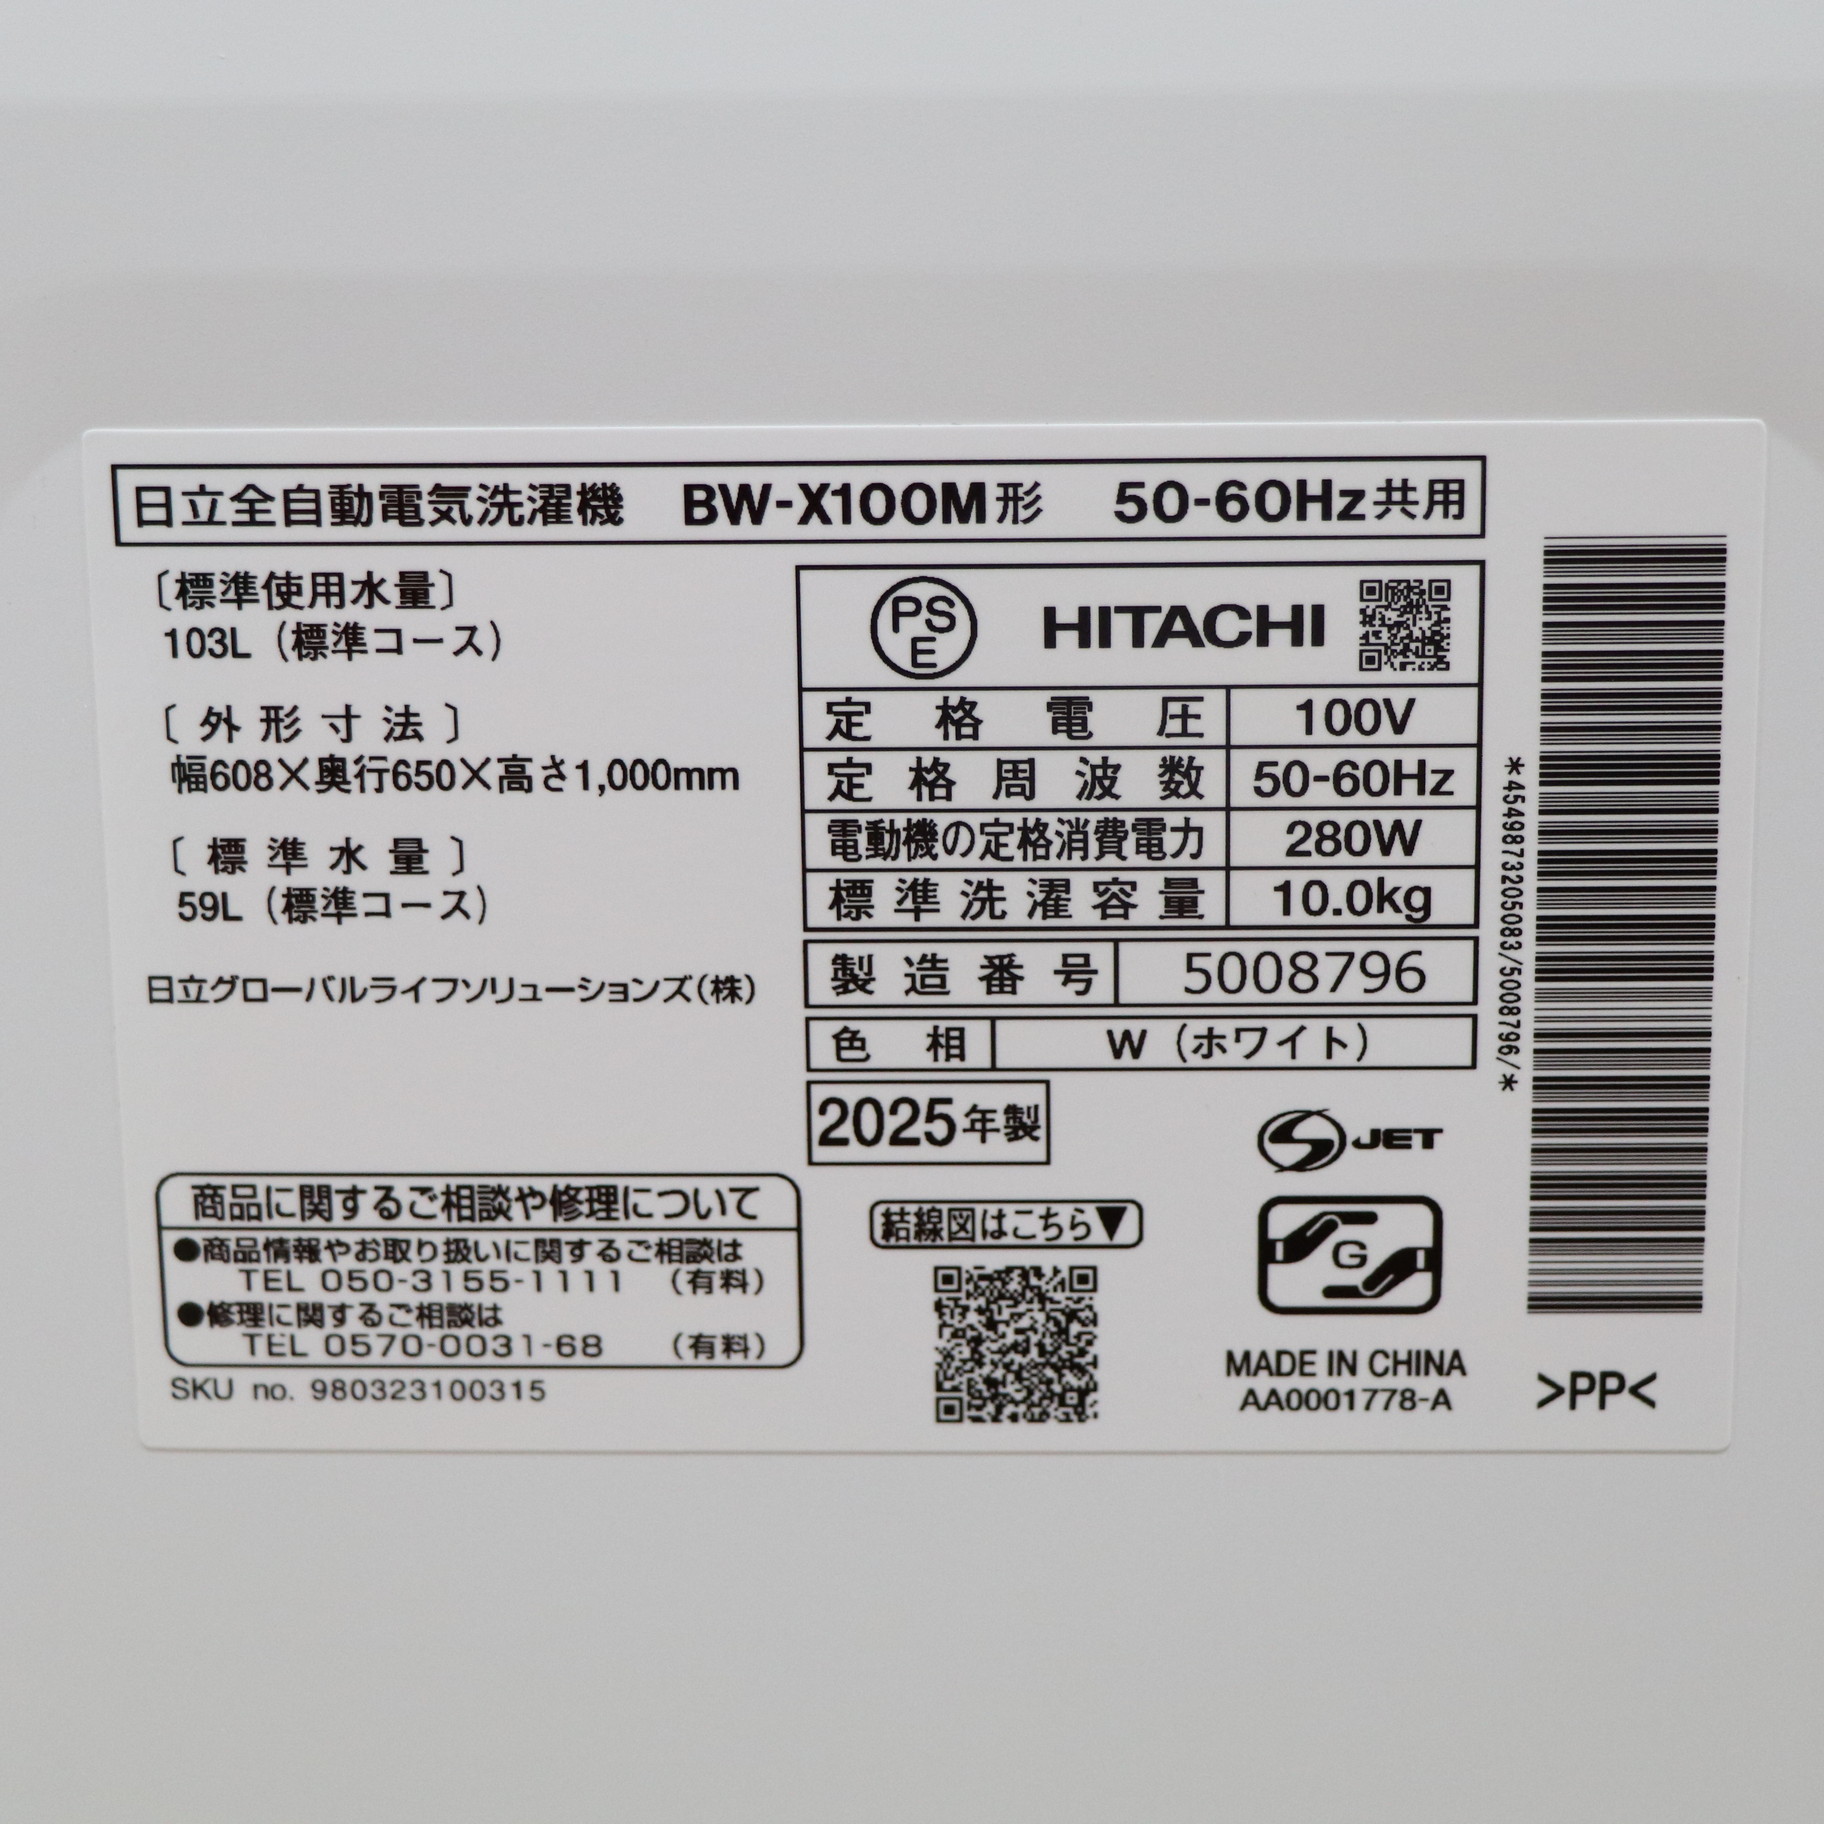 日立全自動電気洗濯機 BW-X100M形 50-60Hz共用
〔標準使用水量〕
103L（標準コース）
〔外形寸法〕
幅608×奥行650×高さ1,000mm
〔標準水量〕
59L（標準コース）
日立グローバルライフソリューションズ（株）
PSE HITACHI
定格電圧 100V
定格周波数 50-60Hz
電動機の定格消費電力 280W
標準洗濯容量 10.0kg
製造番号 5008796
色相 W（ホワイト）
2025年製
商品に関するご相談や修理について
●商品情報やお取り扱いに関するご相談は
TEL 050-3155-1111 （有料）
●修理に関するご相談は
TEL 0570-0031-68 （有料）
SKU no. 980323100315
結線図はこちら▼
S JET
G
MADE IN CHINA
AA0001778-A
*4549873205083/5008796/*
>PP<